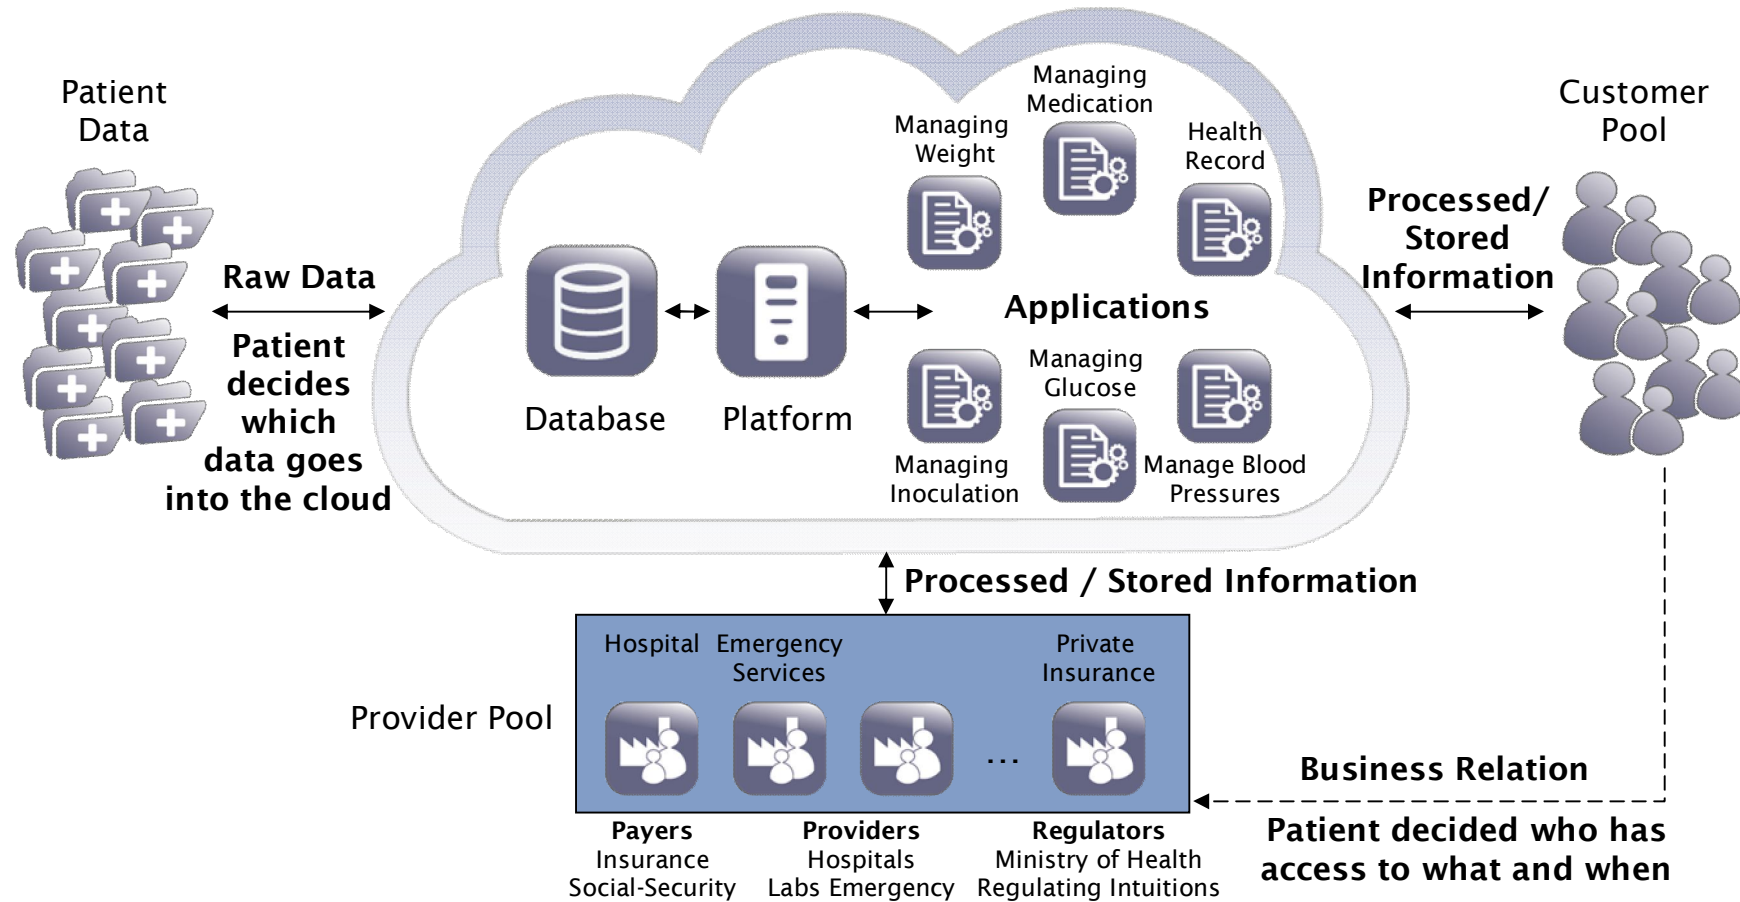 Patient
Data
Raw Data
Patient
decides
which
data goes
into the cloud
Database
Platform
Managing
Weight
Managing
Medication
Health
Record
Applications
Managing
Inoculation
Managing
Glucose
Manage Blood
Pressures
Processed/
Stored
Information
Customer
Pool
Processed / Stored Information
Provider Pool
Hospital
Emergency
Services
...
Private
Insurance
Payers
Insurance
Social-Security
Providers
Hospitals
Labs Emergency
Regulators
Ministry of Health
Regulating Intuitions
Business Relation
Patient decided who has
access to what and when